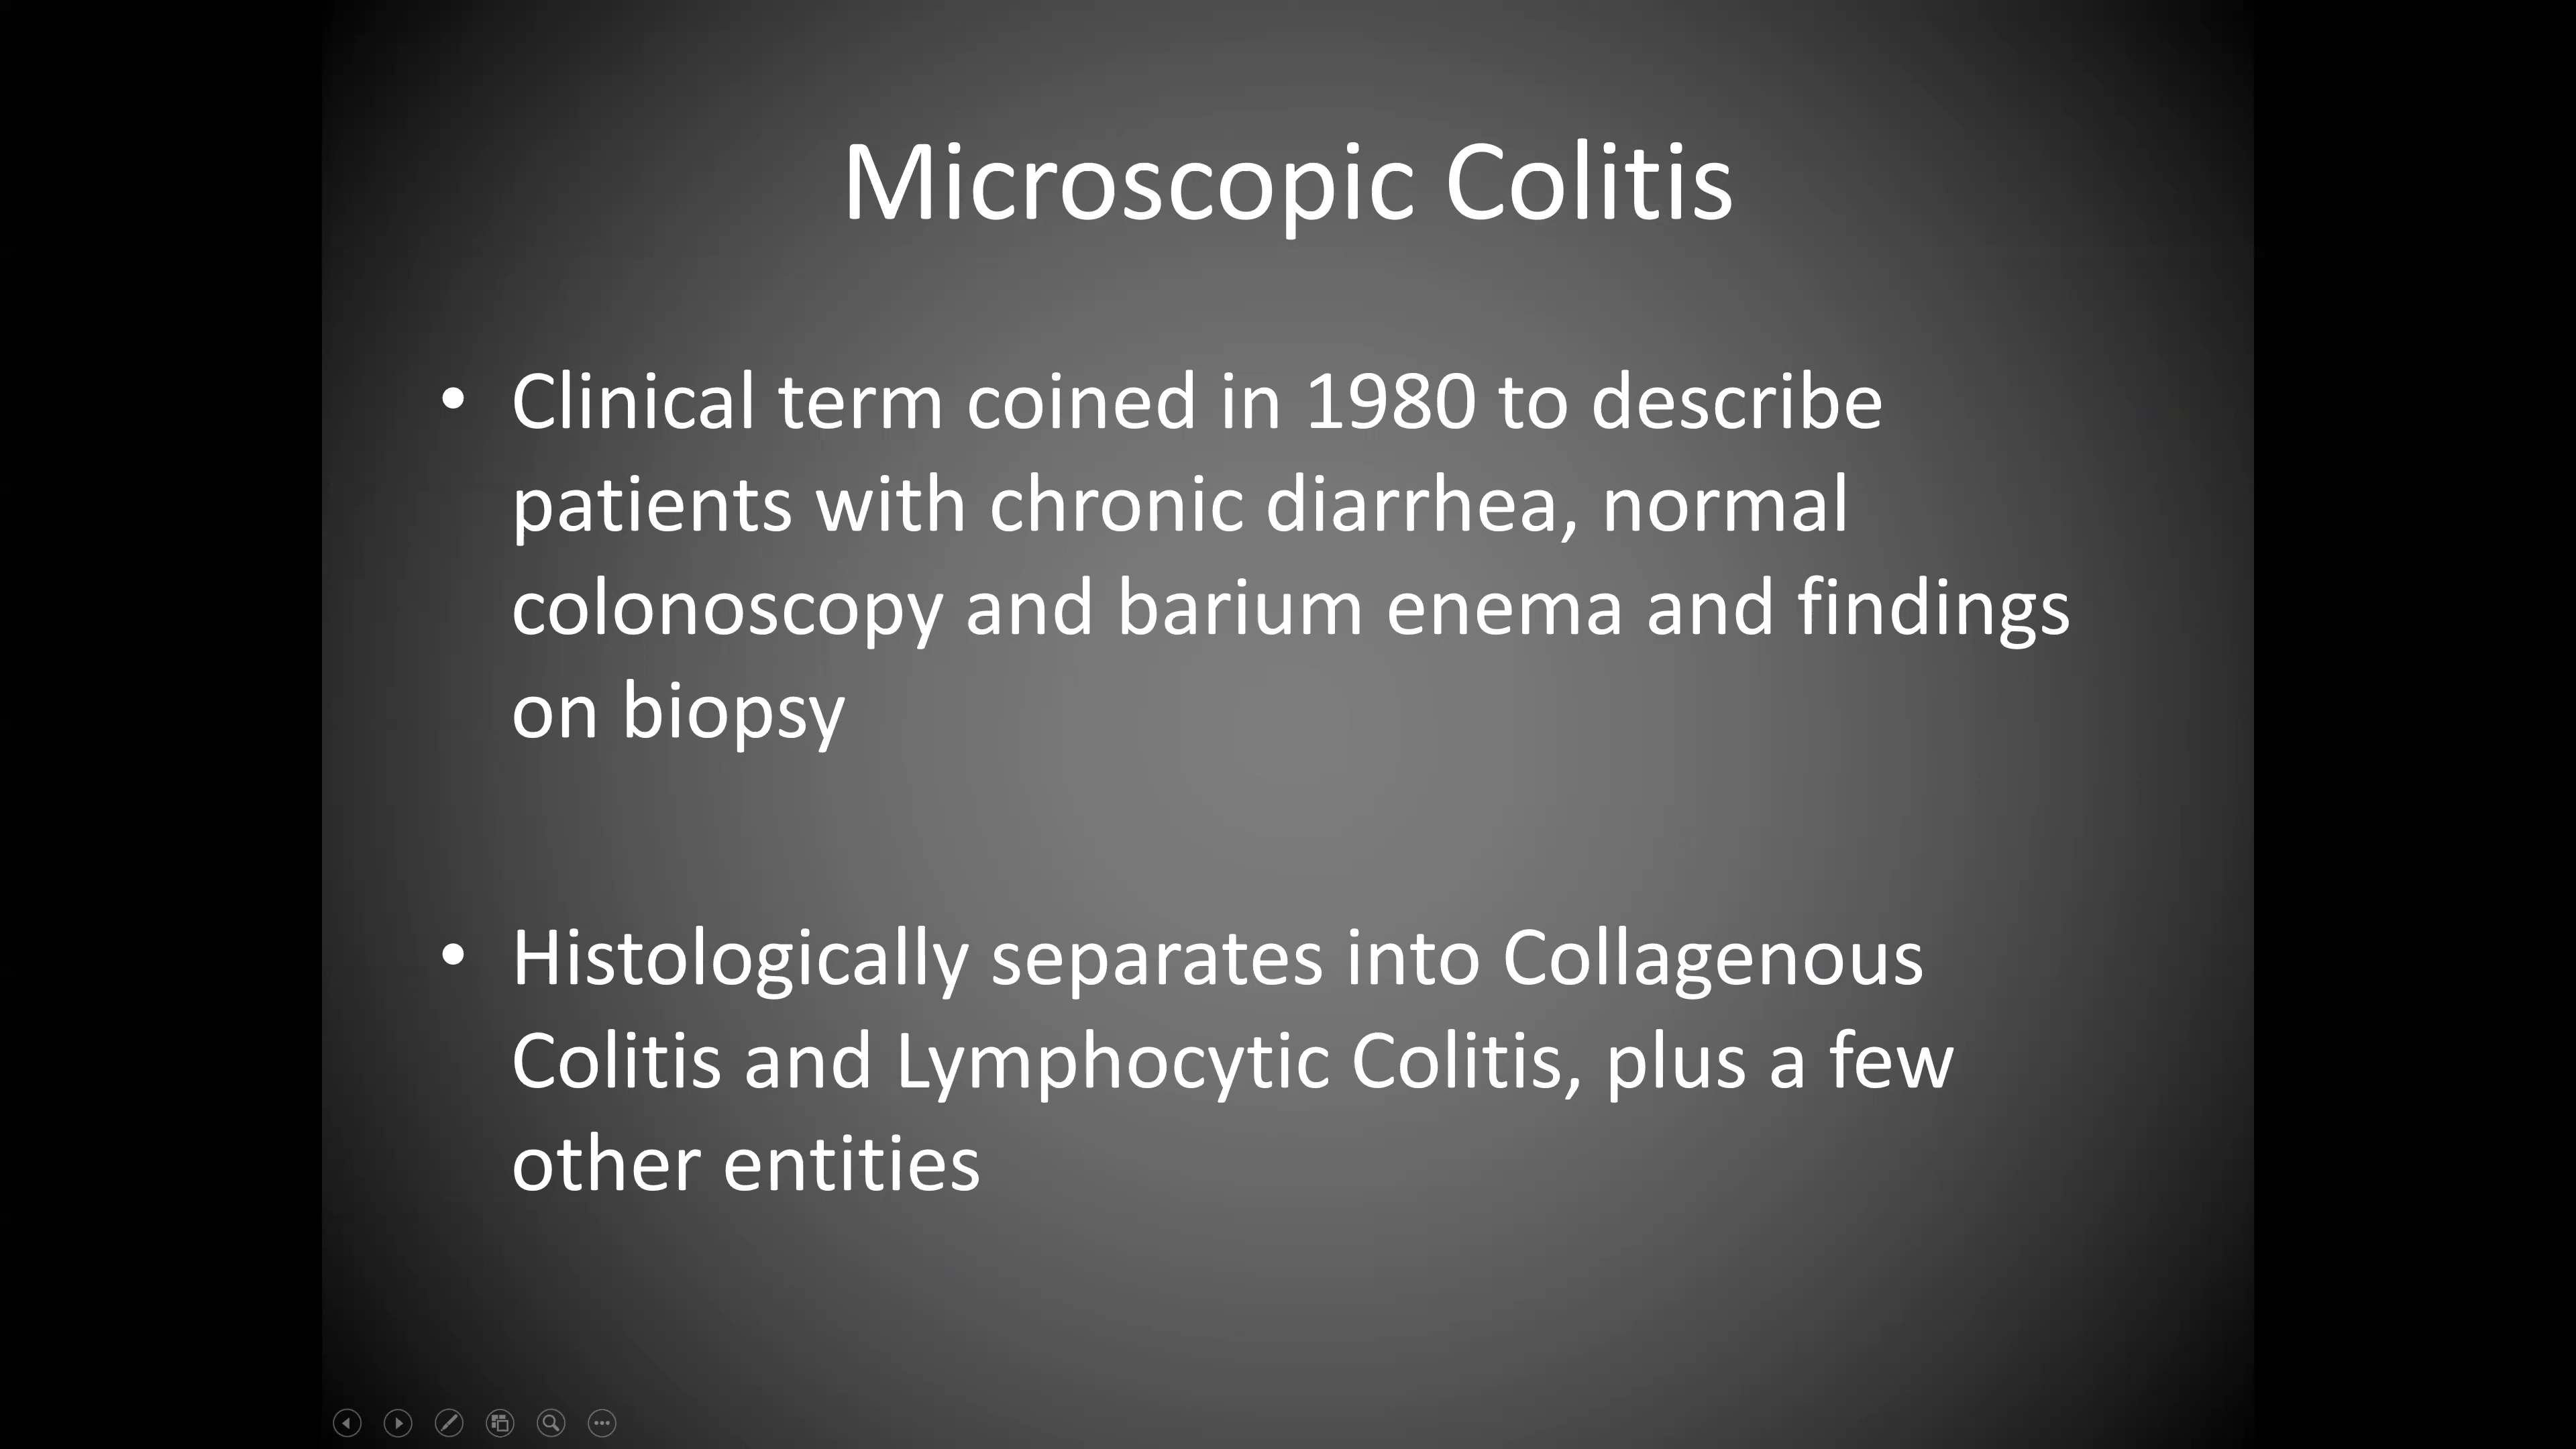 Microscopic Colitis
• Clinical term coined in 1980 to describe
patients with chronic diarrhea, normal
colonoscopy and barium enema and findings
on biopsy
• Histologically separates into Collagenous
Colitis and Lymphocytic Colitis, plus a few
other entities